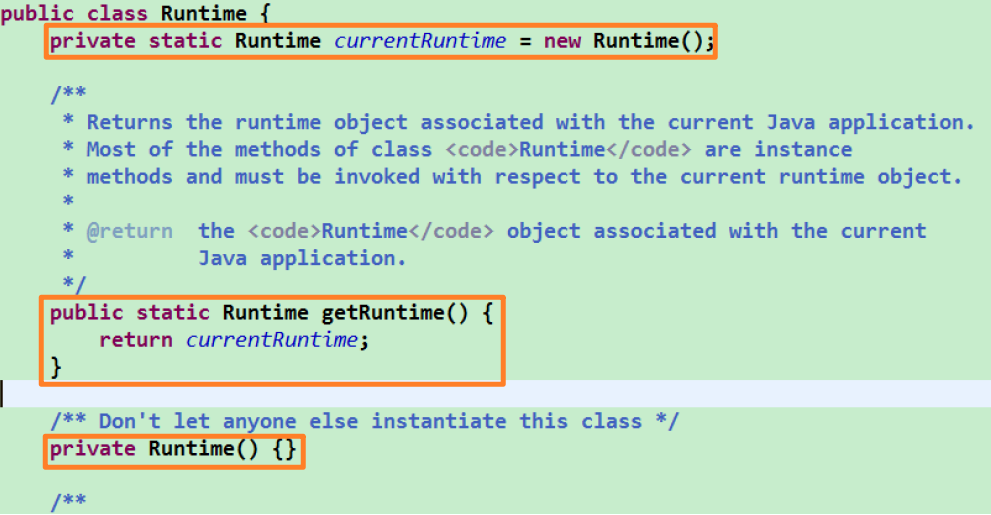 public class Runtime {
    private static Runtime currentRuntime = new Runtime();

    /**
     * Returns the runtime object associated with the current Java application.
     * Most of the methods of class <code>Runtime</code> are instance
     * methods and must be invoked with respect to the current runtime object.
     *
     * @return  the <code>Runtime</code> object associated with the current
     *          Java application.
     */
    public static Runtime getRuntime() {
        return currentRuntime;
    }

    /** Don't let anyone else instantiate this class */
    private Runtime() {}

    /**